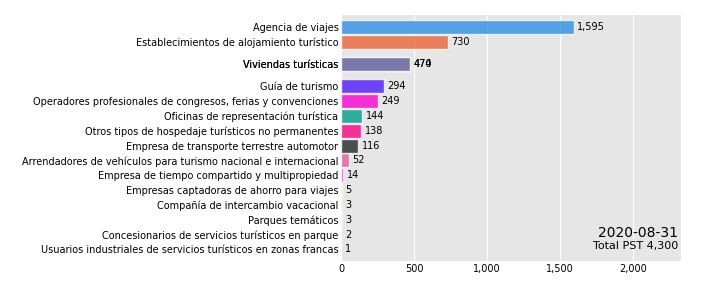 Agencia de viajes 1,595
Establecimientos de alojamiento turístico 730
Viviendas turísticas
Guía de turismo 294
Operadores profesionales de congresos, ferias y convenciones 249
Oficinas de representación turística 144
Otros tipos de hospedaje turísticos no permanentes 138
Empresa de transporte terrestre automotor 116
Arrendadores de vehículos para turismo nacional e internacional 52
Empresa de tiempo compartido y multipropiedad 14
Empresas captadoras de ahorro para viajes 5
Compañía de intercambio vacacional 3
Parques temáticos 3
Concesionarios de servicios turísticos en parque 2
Usuarios industriales de servicios turísticos en zonas francas 1
2020-08-31
Total PST 4,300
0 500 1,000 1,500 2,000